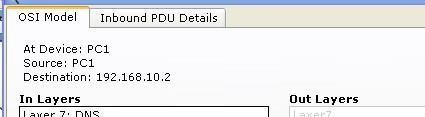 OSI Model Inbound PDU Details
At Device: PC1
Source: PC1
Destination: 192.168.10.2
In Layers Out Layers
Layer 7: DNS Layer7